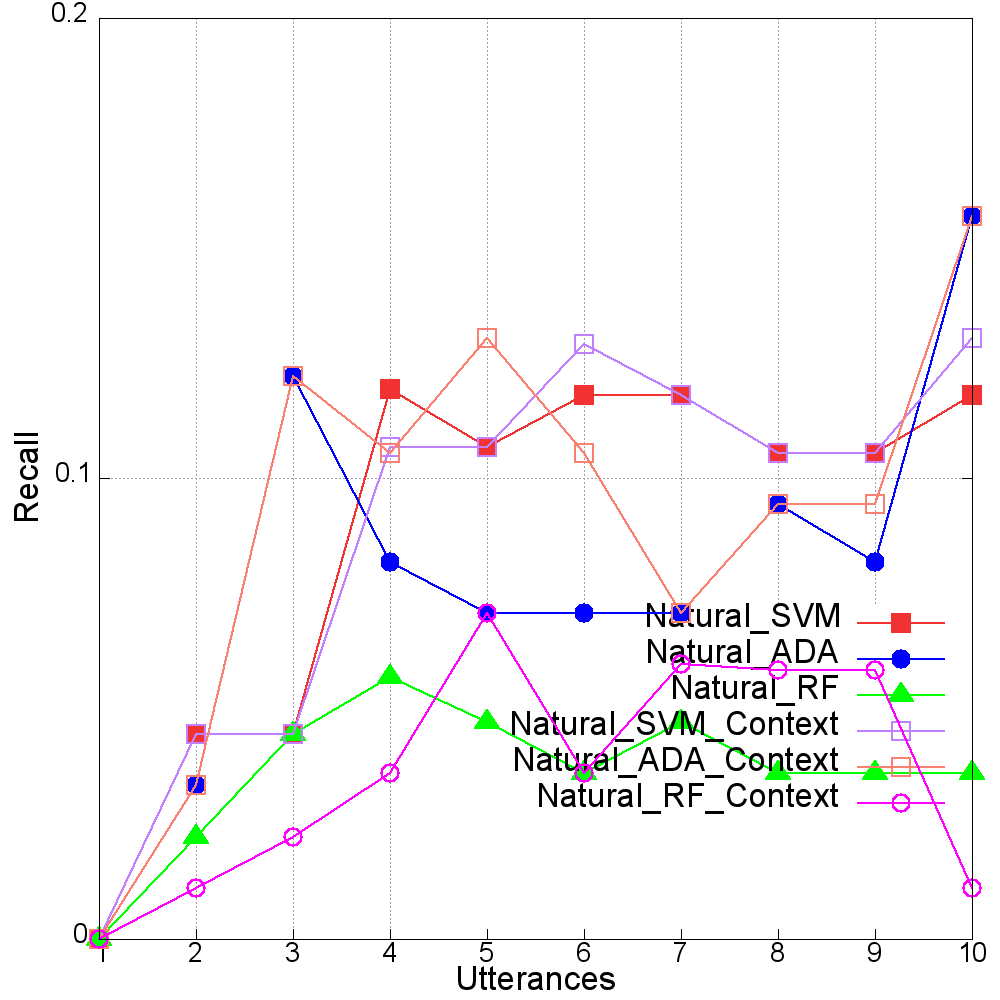 0.2
0.1
0
Recall
1 2 3 4 5 6 7 8 9 10
Utterances
Natural_SVM
Natural_ADA
Natural_RF
Natural_SVM_Context
Natural_ADA_Context
Natural_RF_Context